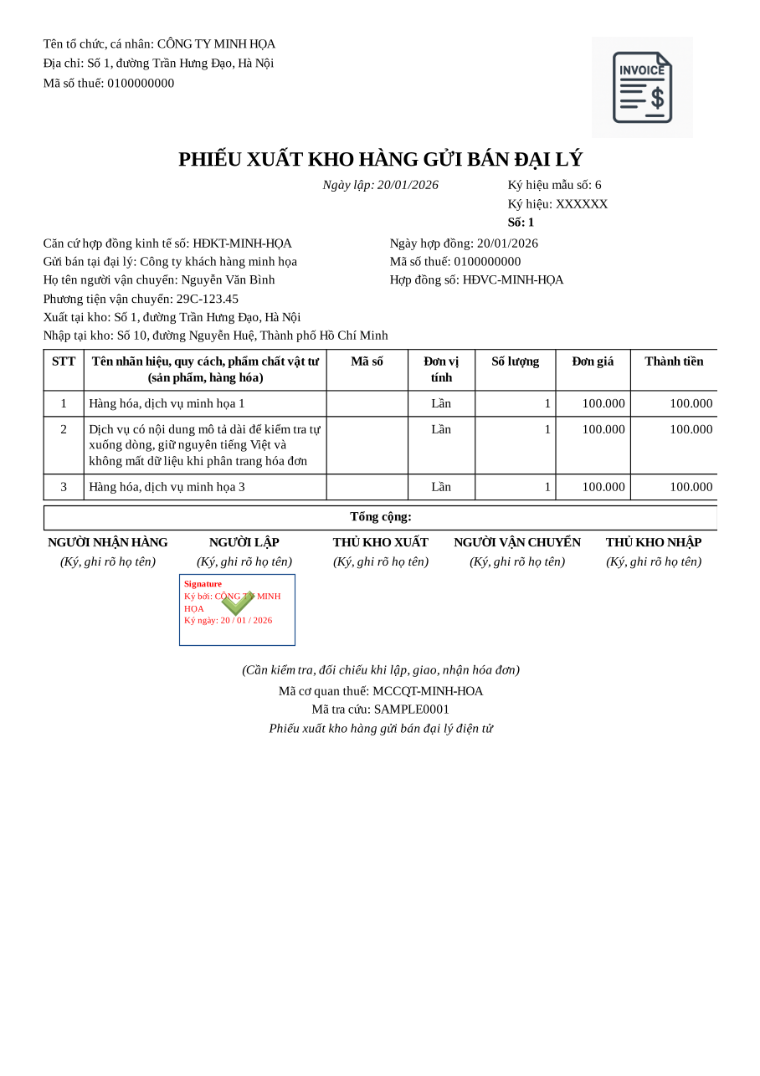 Tên tổ chức, cá nhân: CÔNG TY MINH HỌA
Địa chỉ: Số 1, đường Trần Hưng Đạo, Hà Nội
Mã số thuế: 0100000000
INVOICE
$
PHIẾU XUẤT KHO HÀNG GỬI BÁN ĐẠI LÝ
Ngày lập: 20/01/2026
Ký hiệu mẫu số: 6
Ký hiệu: XXXXXX
Số: 1
Căn cứ hợp đồng kinh tế số: HĐKT-MINH-HỌA
Ngày hợp đồng: 20/01/2026
Gửi bán tại đại lý: Công ty khách hàng minh họa
Mã số thuế: 0100000000
Họ tên người vận chuyển: Nguyễn Văn Bình
Hợp đồng số: HĐVC-MINH-HỌA
Phương tiện vận chuyển: 29C-123.45
Xuất tại kho: Số 1, đường Trần Hưng Đạo, Hà Nội
Nhập tại kho: Số 10, đường Nguyễn Huệ, Thành phố Hồ Chí Minh
STT Tên nhãn hiệu, quy cách, phẩm chất vật tư (sản phẩm, hàng hóa) Mã số Đơn vị tính Số lượng Đơn giá Thành tiền
1 Hàng hóa, dịch vụ minh họa 1 Lần 1 100.000 100.000
2 Dịch vụ có nội dung mô tả dài để kiểm tra tự Lần 1 100.000 100.000
xuống dòng, giữ nguyên tiếng Việt và
không mất dữ liệu khi phân trang hóa đơn
3 Hàng hóa, dịch vụ minh họa 3 Lần 1 100.000 100.000
Tổng cộng:
NGƯỜI NHẬN HÀNG NGƯỜI LẬP THỦ KHO XUẤT NGƯỜI VẬN CHUYỂN THỦ KHO NHẬP
(Ký, ghi rõ họ tên) (Ký, ghi rõ họ tên) (Ký, ghi rõ họ tên) (Ký, ghi rõ họ tên) (Ký, ghi rõ họ tên)
Signature
Ký bởi: CÔNG TY MINH
HỌA
Ký ngày: 20 / 01 / 2026
(Cần kiểm tra, đối chiếu khi lập, giao, nhận hóa đơn)
Mã cơ quan thuế: MCCQT-MINH-HOA
Mã tra cứu: SAMPLE0001
Phiếu xuất kho hàng gửi bán đại lý điện tử